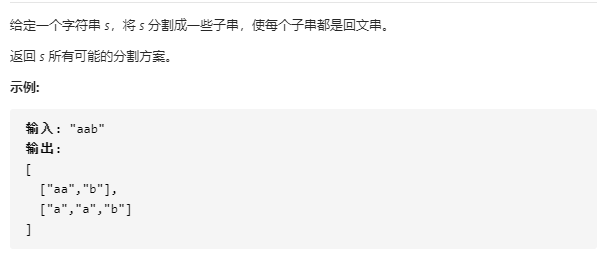 给定一个字符串 s，将 s 分割成一些子串，使每个子串都是回文串。
返回 s 所有可能的分割方案。
示例:
输入: "aab"
输出:
[
  ["aa","b"],
  ["a","a","b"]
]